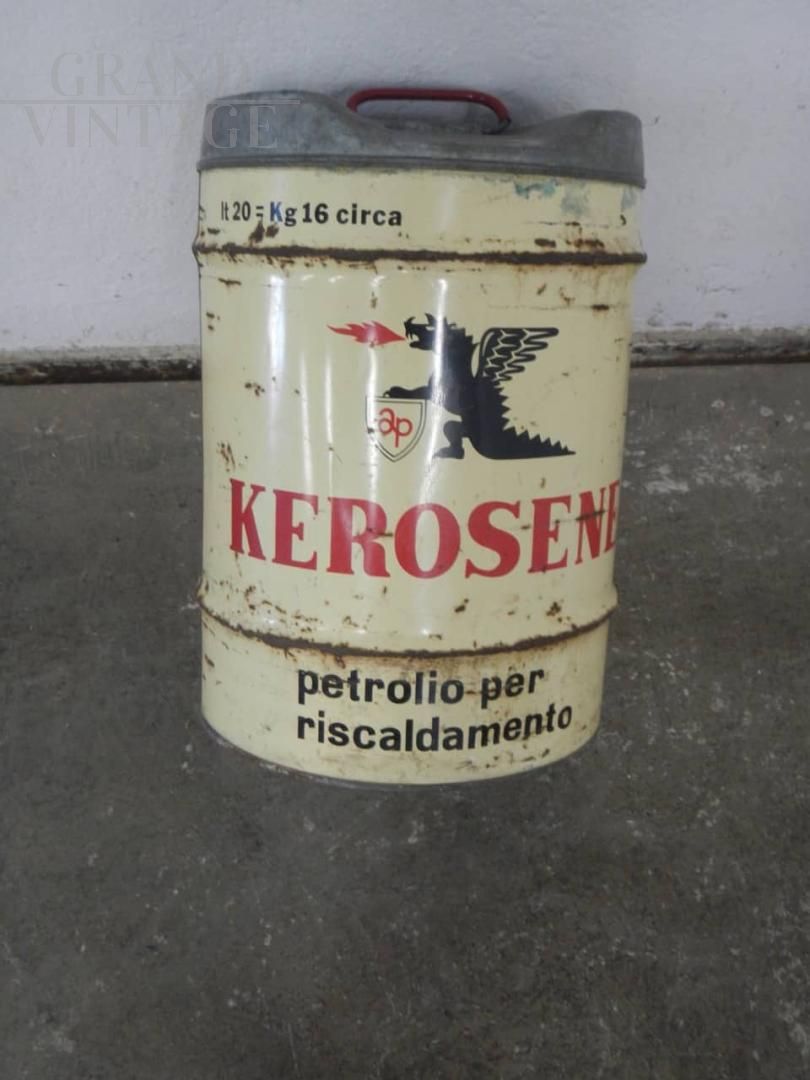 GRAND
VINTAGE
lt 20 = Kg 16 circa
ap
KEROSENE
petrolio per
riscaldamento